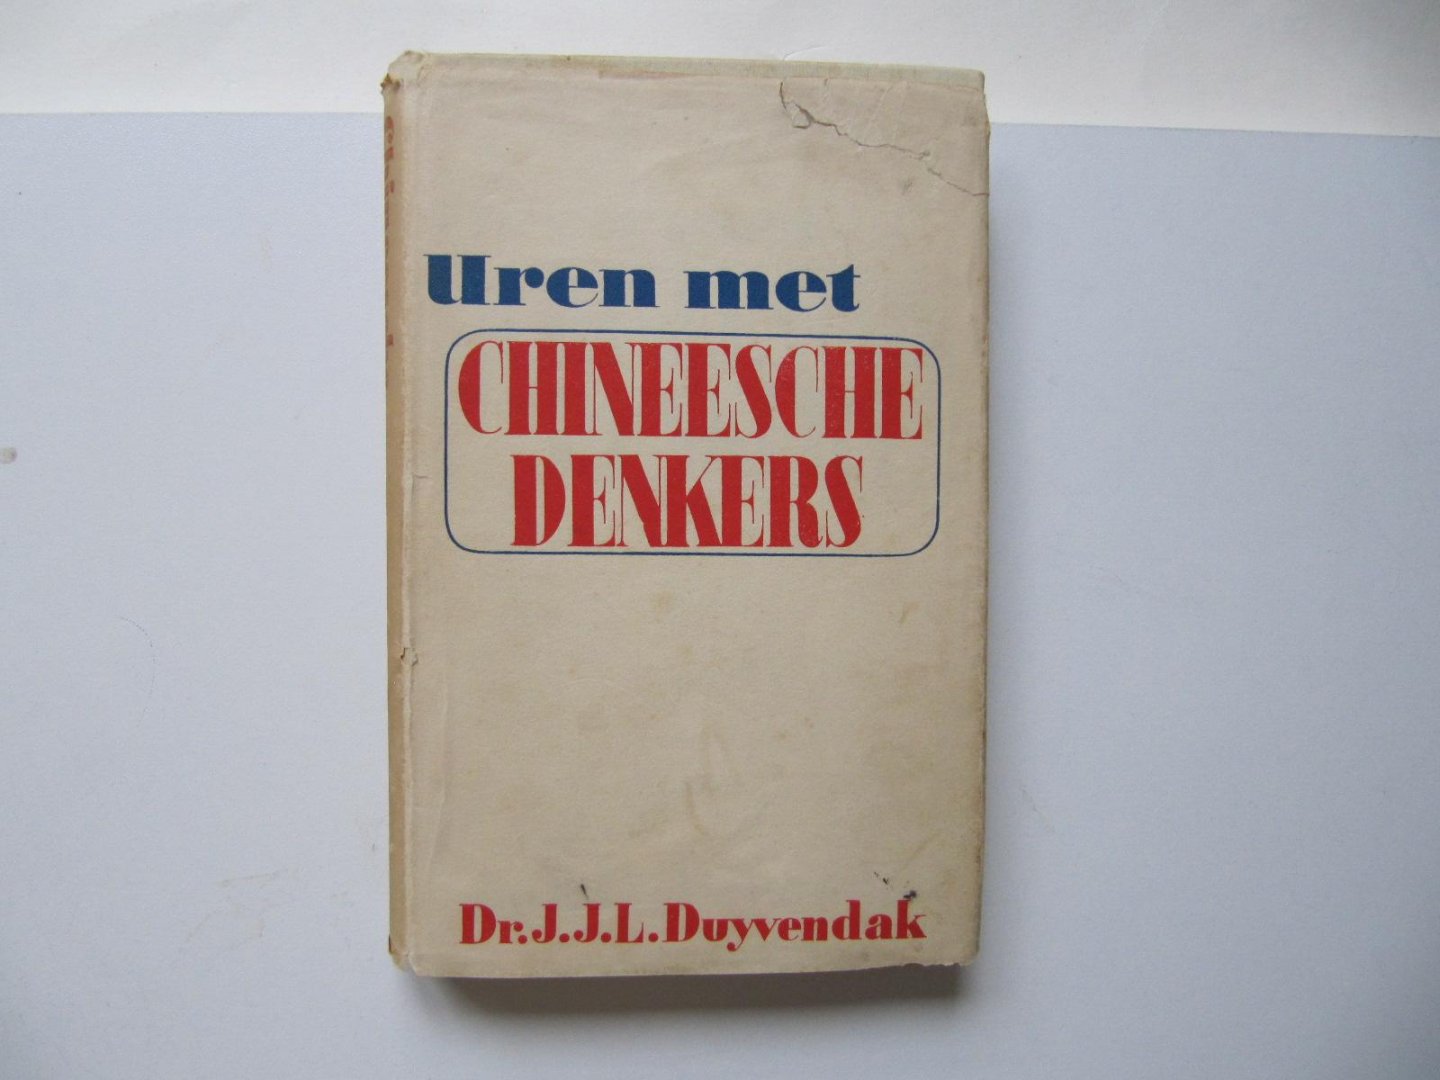 Uren met
CHINEESCHE
DENKERS
Dr. J. J. L. Duyvendak